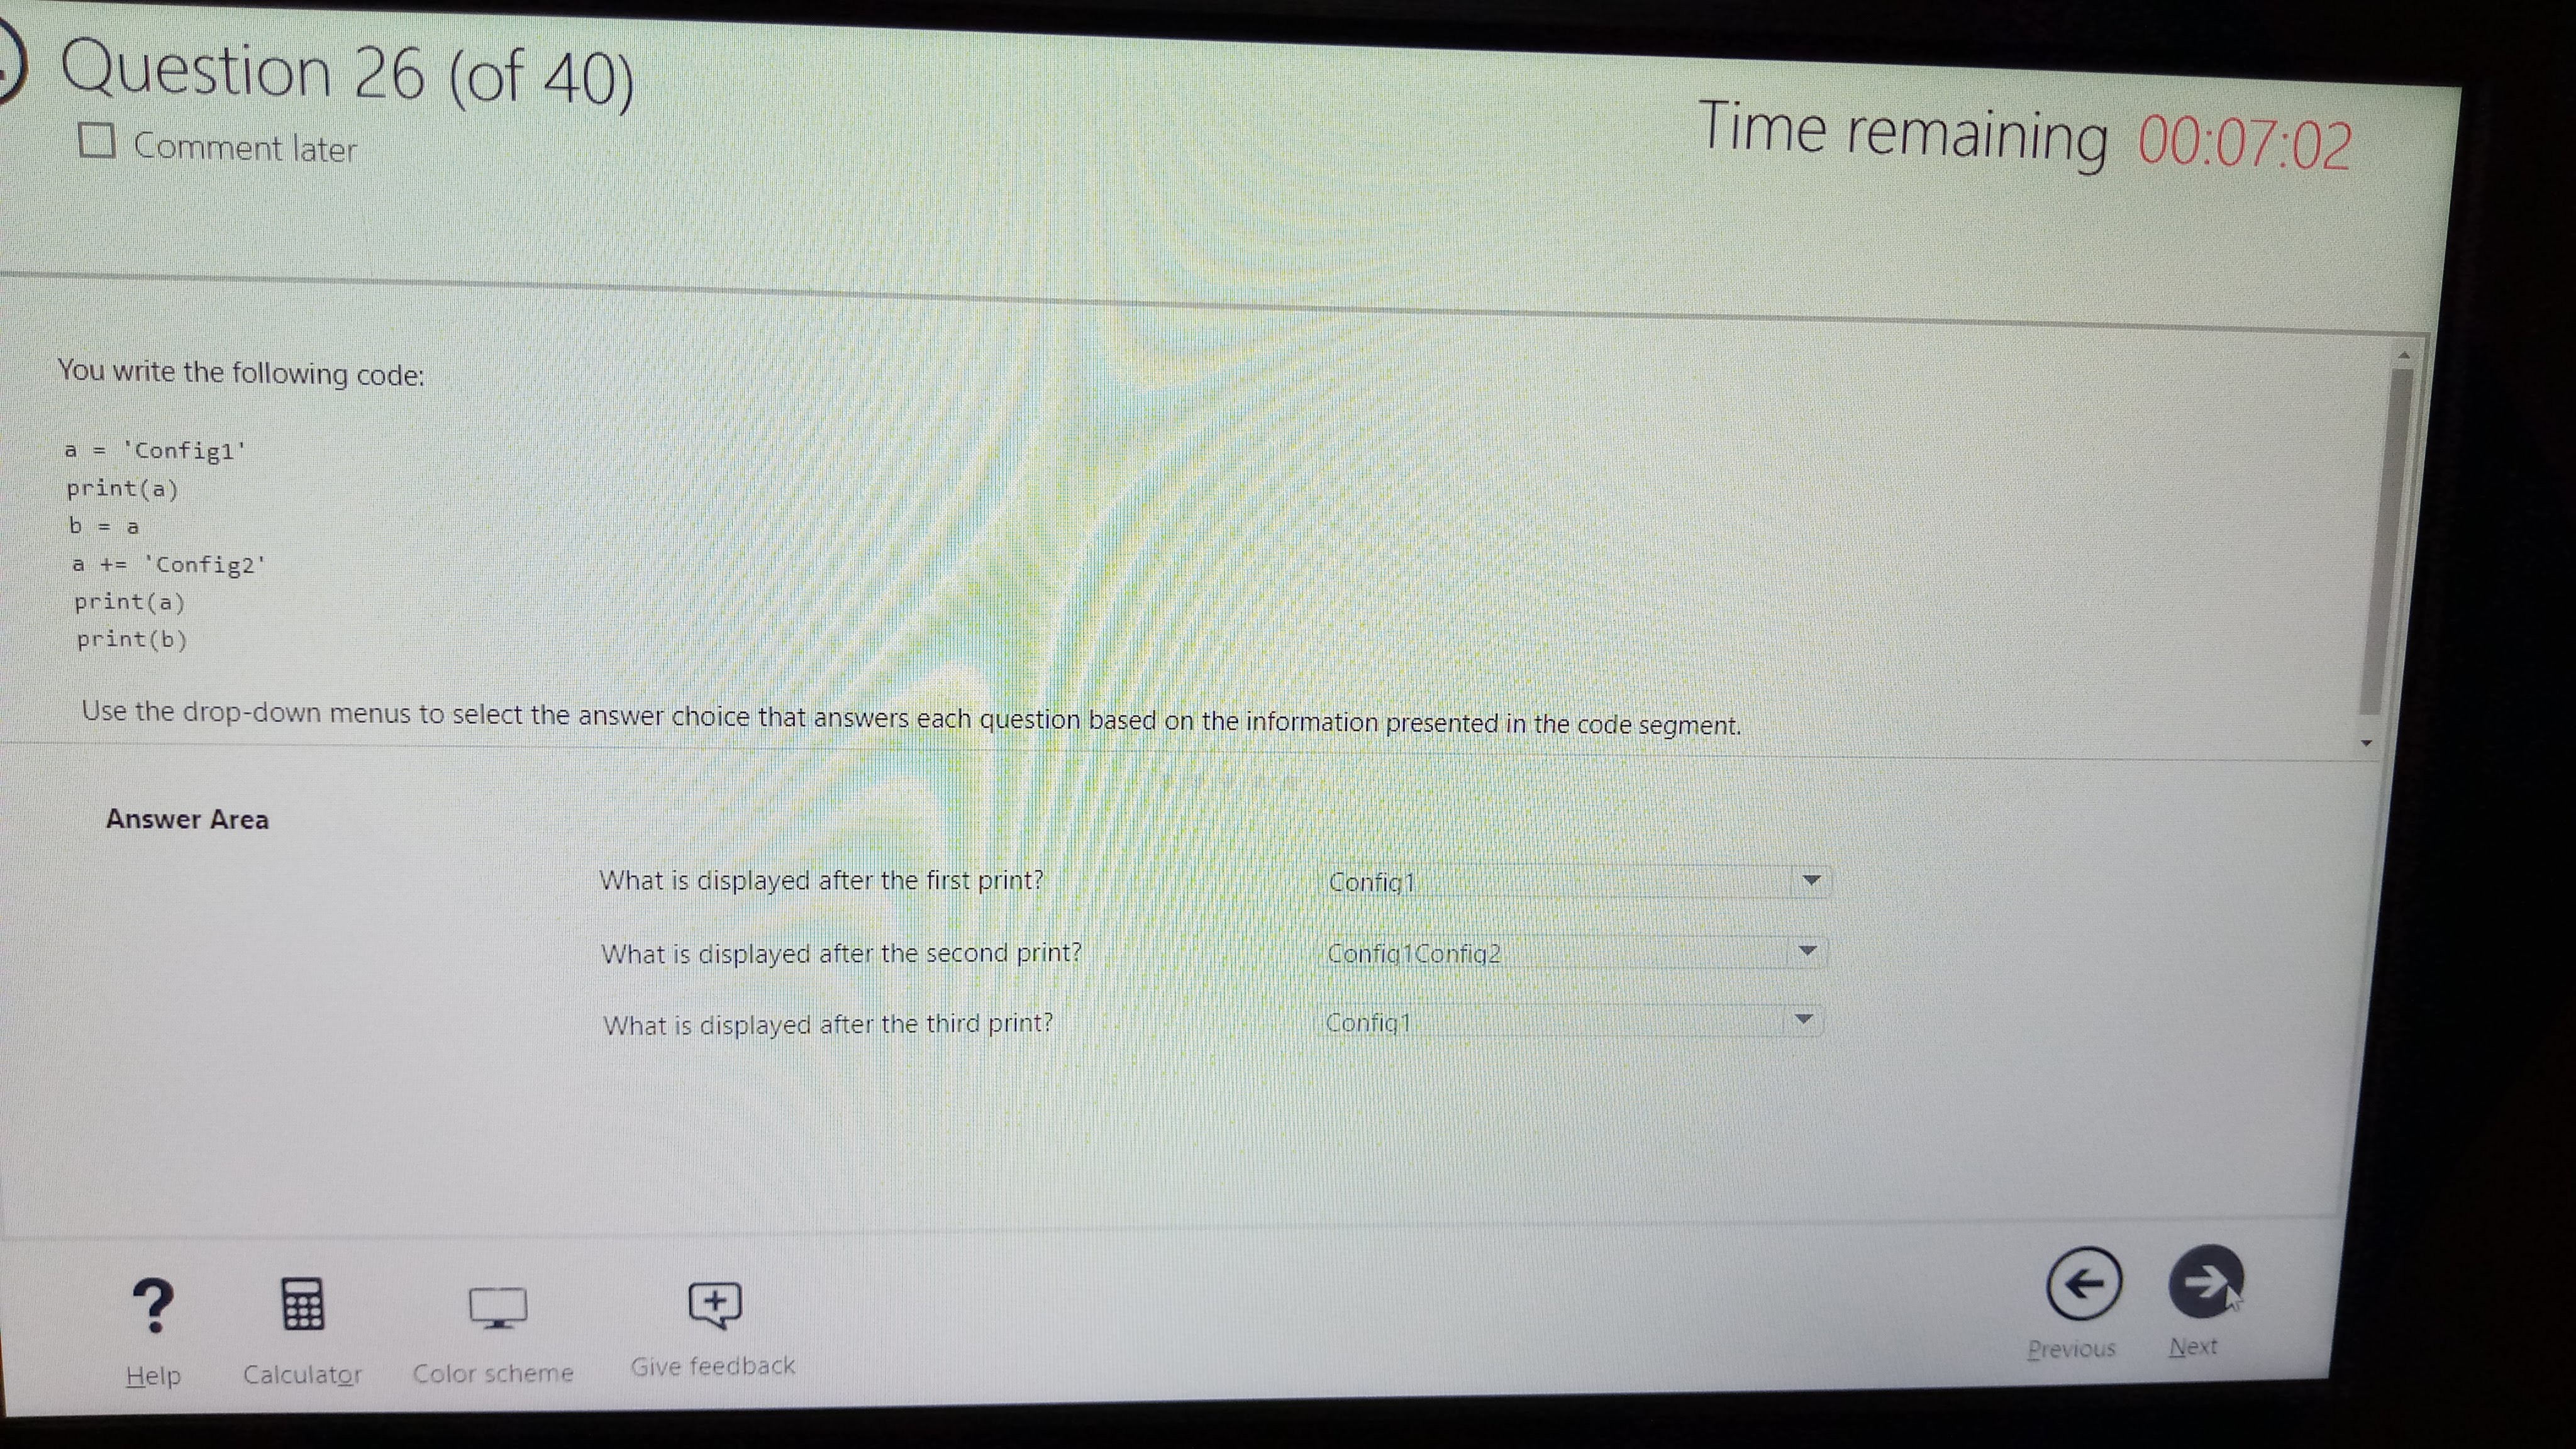 Question 26 (of 40)
Comment later
Time remaining 00:07:02
You write the following code:
a = 'Config1'
print(a)
b = a
a += 'Config2'
print(a)
print(b)
Use the drop-down menus to select the answer choice that answers each question based on the information presented in the code segment.
Answer Area
What is displayed after the first print? Config1
What is displayed after the second print? Config1Config2
What is displayed after the third print? Config1
Help Calculator Color scheme Give feedback Previous Next